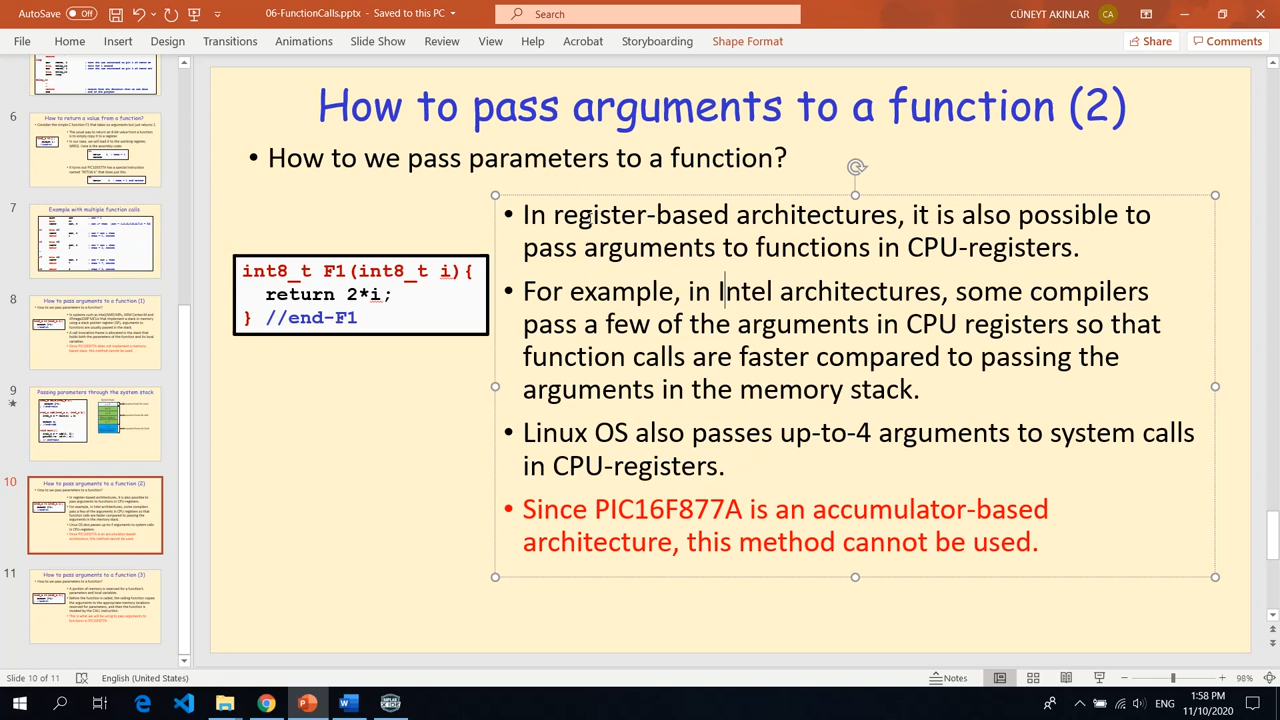 AutoSave Off 06-FunctionCalls.pptx - Saved to this PC Search CÜNEYT AKINLAR CA
File Home Insert Design Transitions Animations Slide Show Review View Help Acrobat Storyboarding Shape Format Share Comments
6
How to return a value from a function?
7
Example with multiple function calls
8
How to pass arguments to a function (1)
9
Passing parameters through the system stack
10
How to pass arguments to a function (2)
11
How to pass arguments to a function (3)
How to pass arguments to a function (2)
• How to we pass parameters to a function?
int8_t F1(int8_t i){
return 2*i;
} //end-F1
• In register-based architectures, it is also possible to
pass arguments to functions in CPU-registers.
• For example, in Intel architectures, some compilers
pass a few of the arguments in CPU registers so that
function calls are faster compared to passing the
arguments in the memory stack.
• Linux OS also passes up-to-4 arguments to system calls
in CPU-registers.
• Since PIC16F877A is an accumulator-based
architecture, this method cannot be used.
Slide 10 of 11 English (United States) Notes 98%
ENG 1:58 PM
11/10/2020